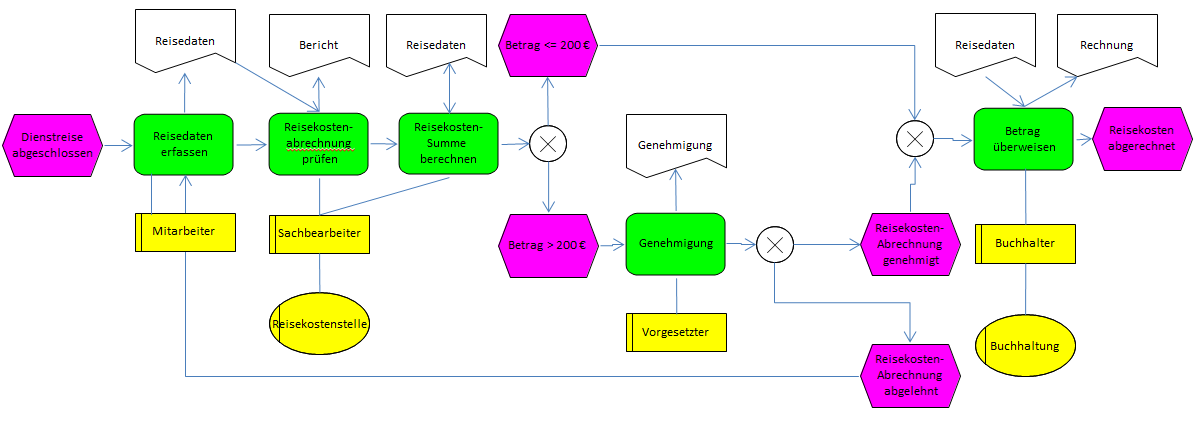 Reisedaten
Bericht
Reisedaten
Betrag <= 200 €
Reisedaten
Rechnung
Dienstreise
abgeschlossen
Reisedaten
erfassen
Reisekosten-
abrechnung
prüfen
Reisekosten-
Summe
berechnen
Genehmigung
Betrag
überweisen
Reisekosten
abgerechnet
Mitarbeiter
Sachbearbeiter
Betrag > 200 €
Genehmigung
Reisekosten-
Abrechnung
genehmigt
Buchhalter
Reisekostenstelle
Vorgesetzter
Buchhaltung
Reisekosten-
Abrechnung
abgelehnt